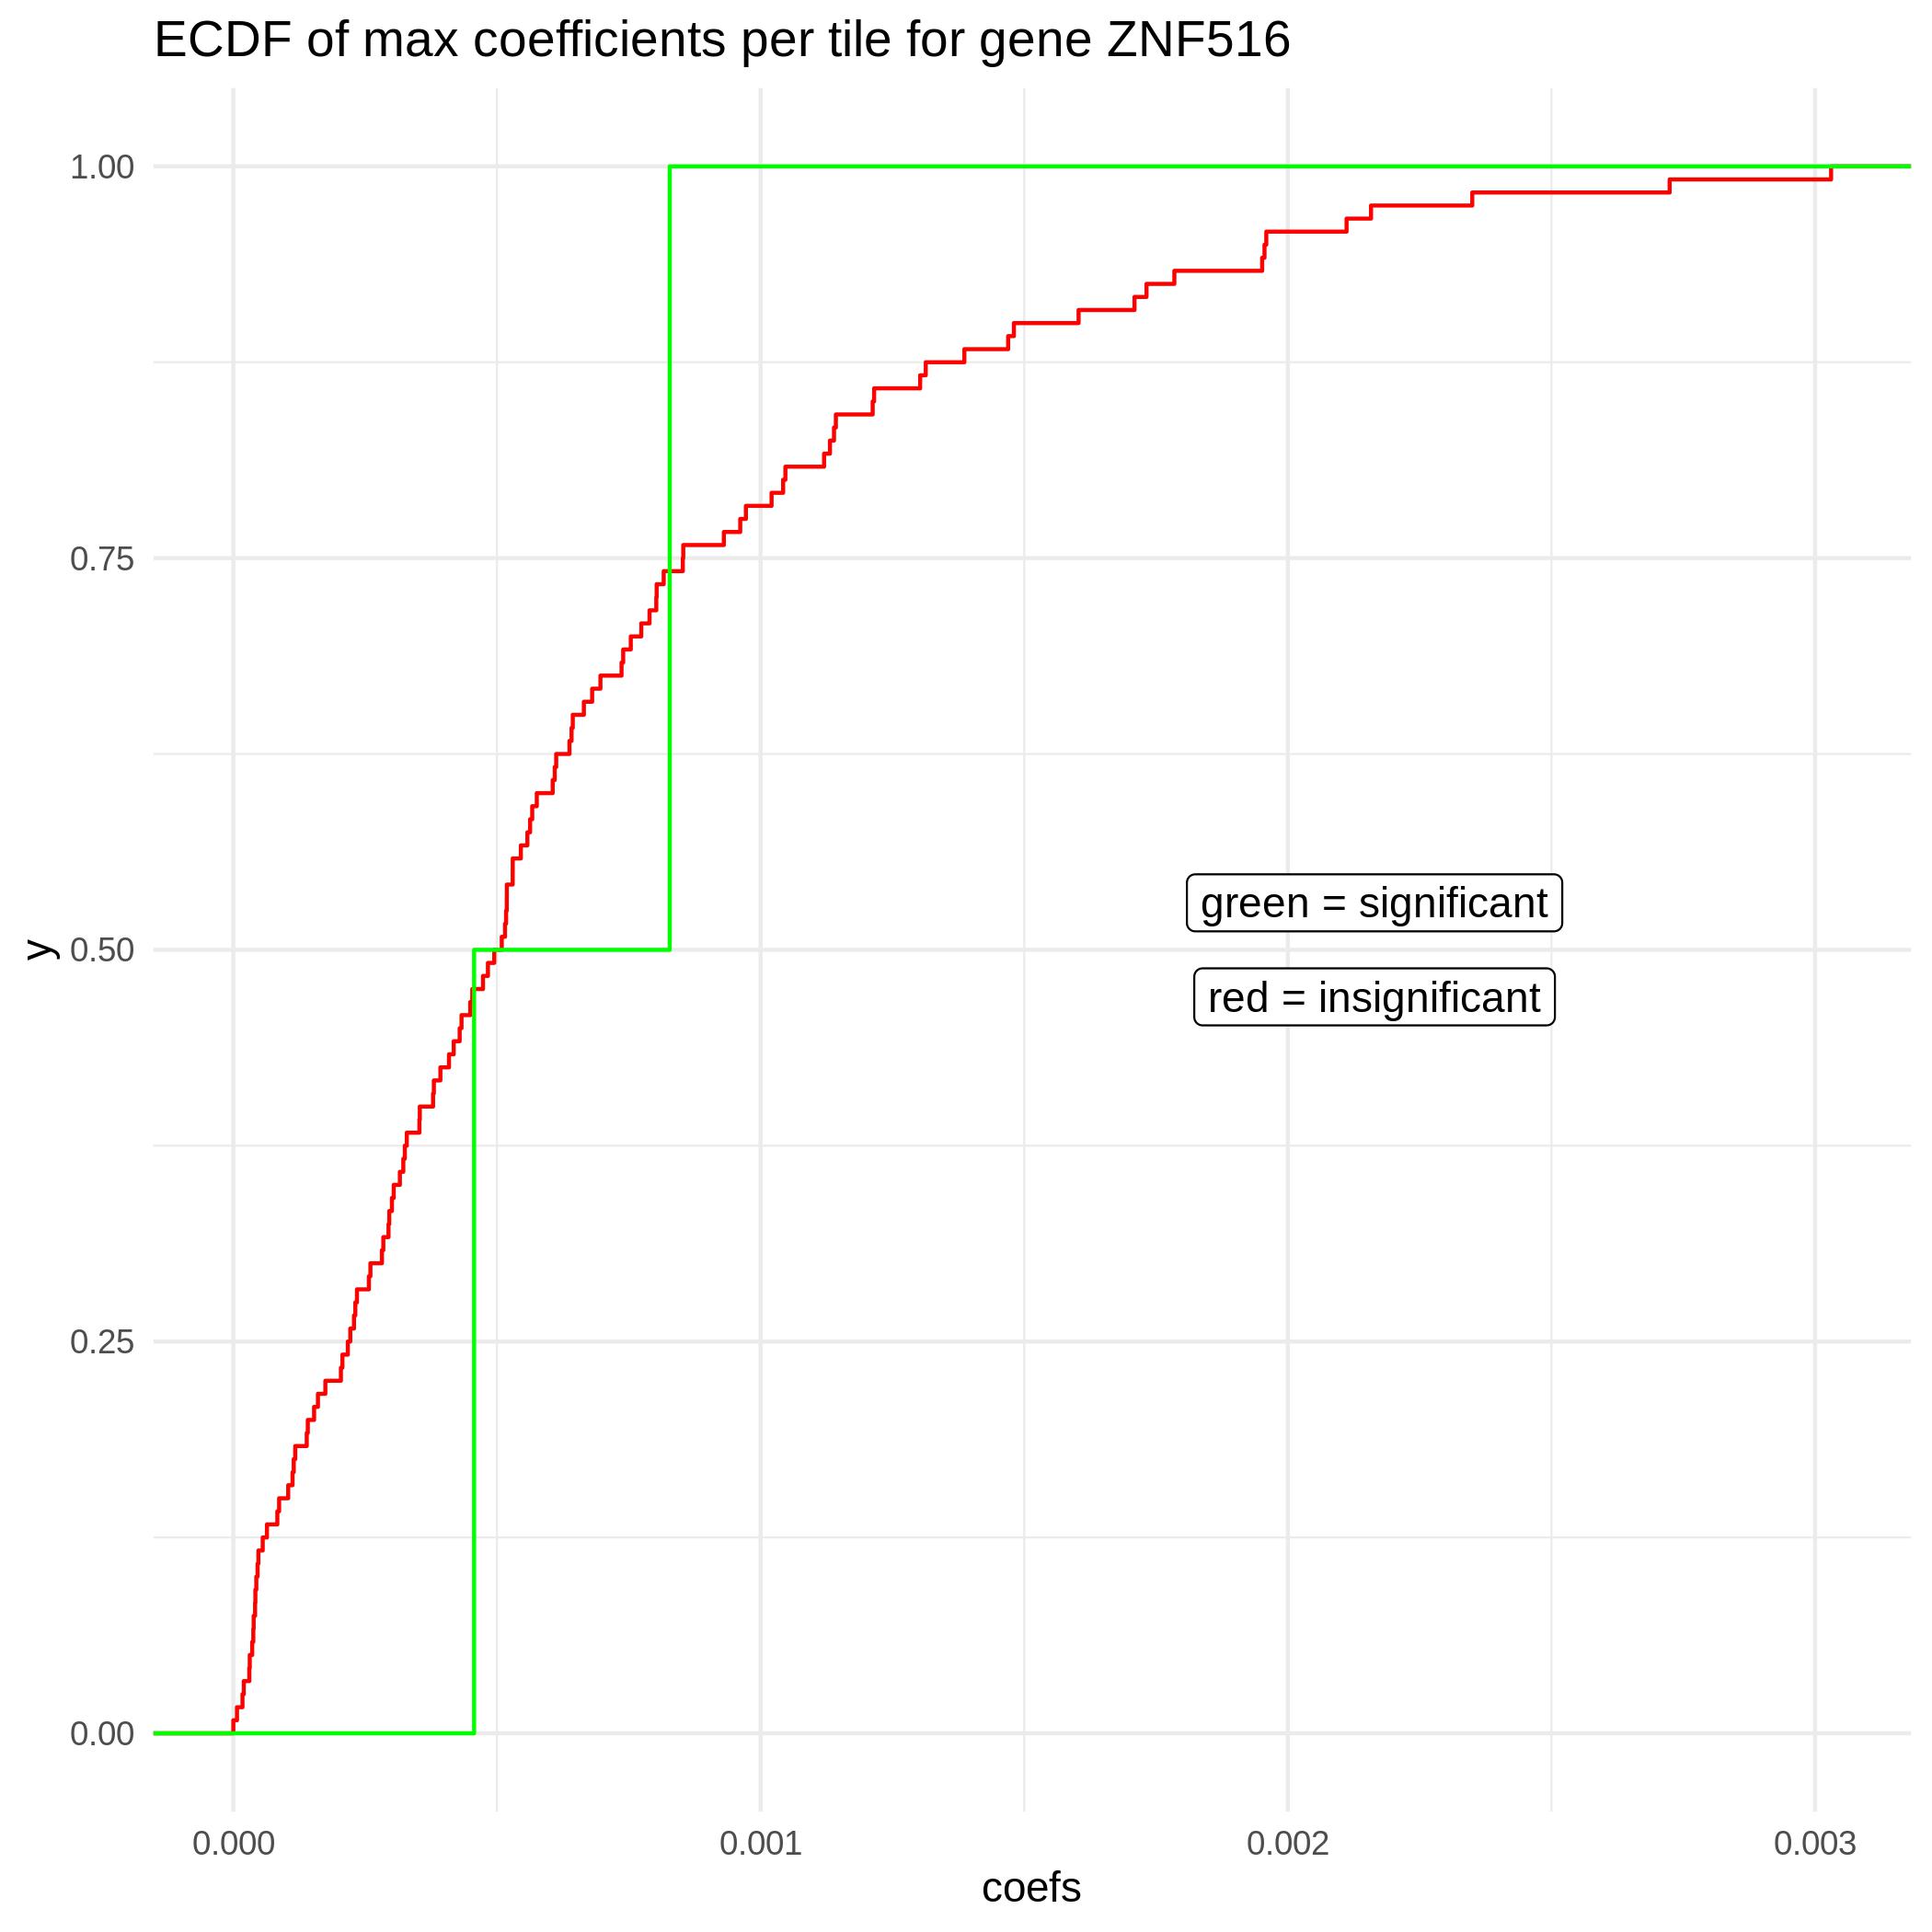 ECDF of max coefficients per tile for gene ZNF516
1.00
0.75
0.50
0.25
0.00
y
green = significant
red = insignificant
0.000 0.001 0.002 0.003
coefs